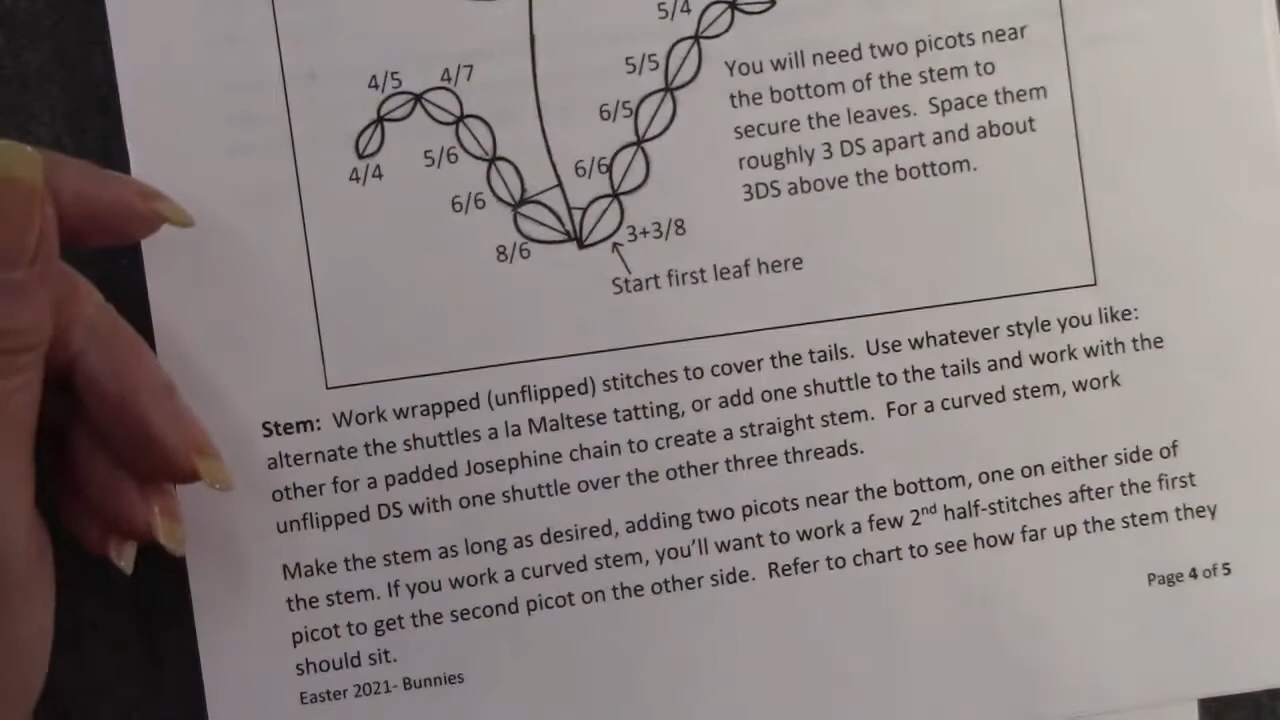 5/4
4/5 4/7
5/5
6/5
5/6
4/4
6/6
6/6
8/6
3+3/8
Start first leaf here
You will need two picots near
the bottom of the stem to
secure the leaves. Space them
roughly 3 DS apart and about
3DS above the bottom.
Stem: Work wrapped (unflipped) stitches to cover the tails. Use whatever style you like:
alternate the shuttles a la Maltese tatting, or add one shuttle to the tails and work with the
other for a padded Josephine chain to create a straight stem. For a curved stem, work
unflipped DS with one shuttle over the other three threads.
Make the stem as long as desired, adding two picots near the bottom, one on either side of
the stem. If you work a curved stem, you’ll want to work a few 2nd half-stitches after the first
picot to get the second picot on the other side. Refer to chart to see how far up the stem they
should sit.
Page 4 of 5
Easter 2021- Bunnies